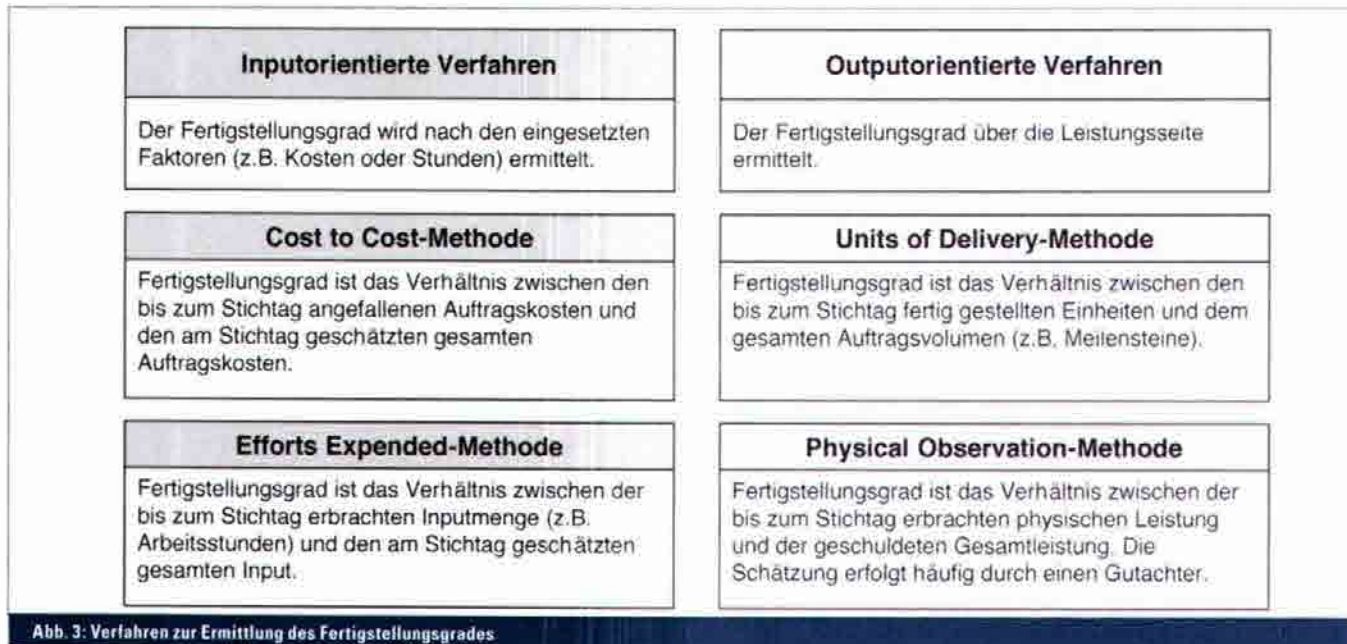 Inputorientierte Verfahren
Der Fertigstellungsgrad wird nach den eingesetzten
Faktoren (z.B. Kosten oder Stunden) ermittelt.
Cost to Cost-Methode
Fertigstellungsgrad ist das Verhältnis zwischen den
bis zum Stichtag angefallenen Auftragskosten und
den am Stichtag geschätzten gesamten
Auftragskosten.
Efforts Expended-Methode
Fertigstellungsgrad ist das Verhältnis zwischen der
bis zum Stichtag erbrachten Inputmenge (z.B.
Arbeitsstunden) und den am Stichtag geschätzten
gesamten Input.
Outputorientierte Verfahren
Der Fertigstellungsgrad über die Leistungsseite
ermittelt.
Units of Delivery-Methode
Fertigstellungsgrad ist das Verhältnis zwischen den
bis zum Stichtag fertig gestellten Einheiten und dem
gesamten Auftragsvolumen (z.B. Meilensteine).
Physical Observation-Methode
Fertigstellungsgrad ist das Verhältnis zwischen der
bis zum Stichtag erbrachten physischen Leistung
und der geschuldeten Gesamtleistung. Die
Schätzung erfolgt häufig durch einen Gutachter.
Abb. 3: Verfahren zur Ermittlung des Fertigstellungsgrades